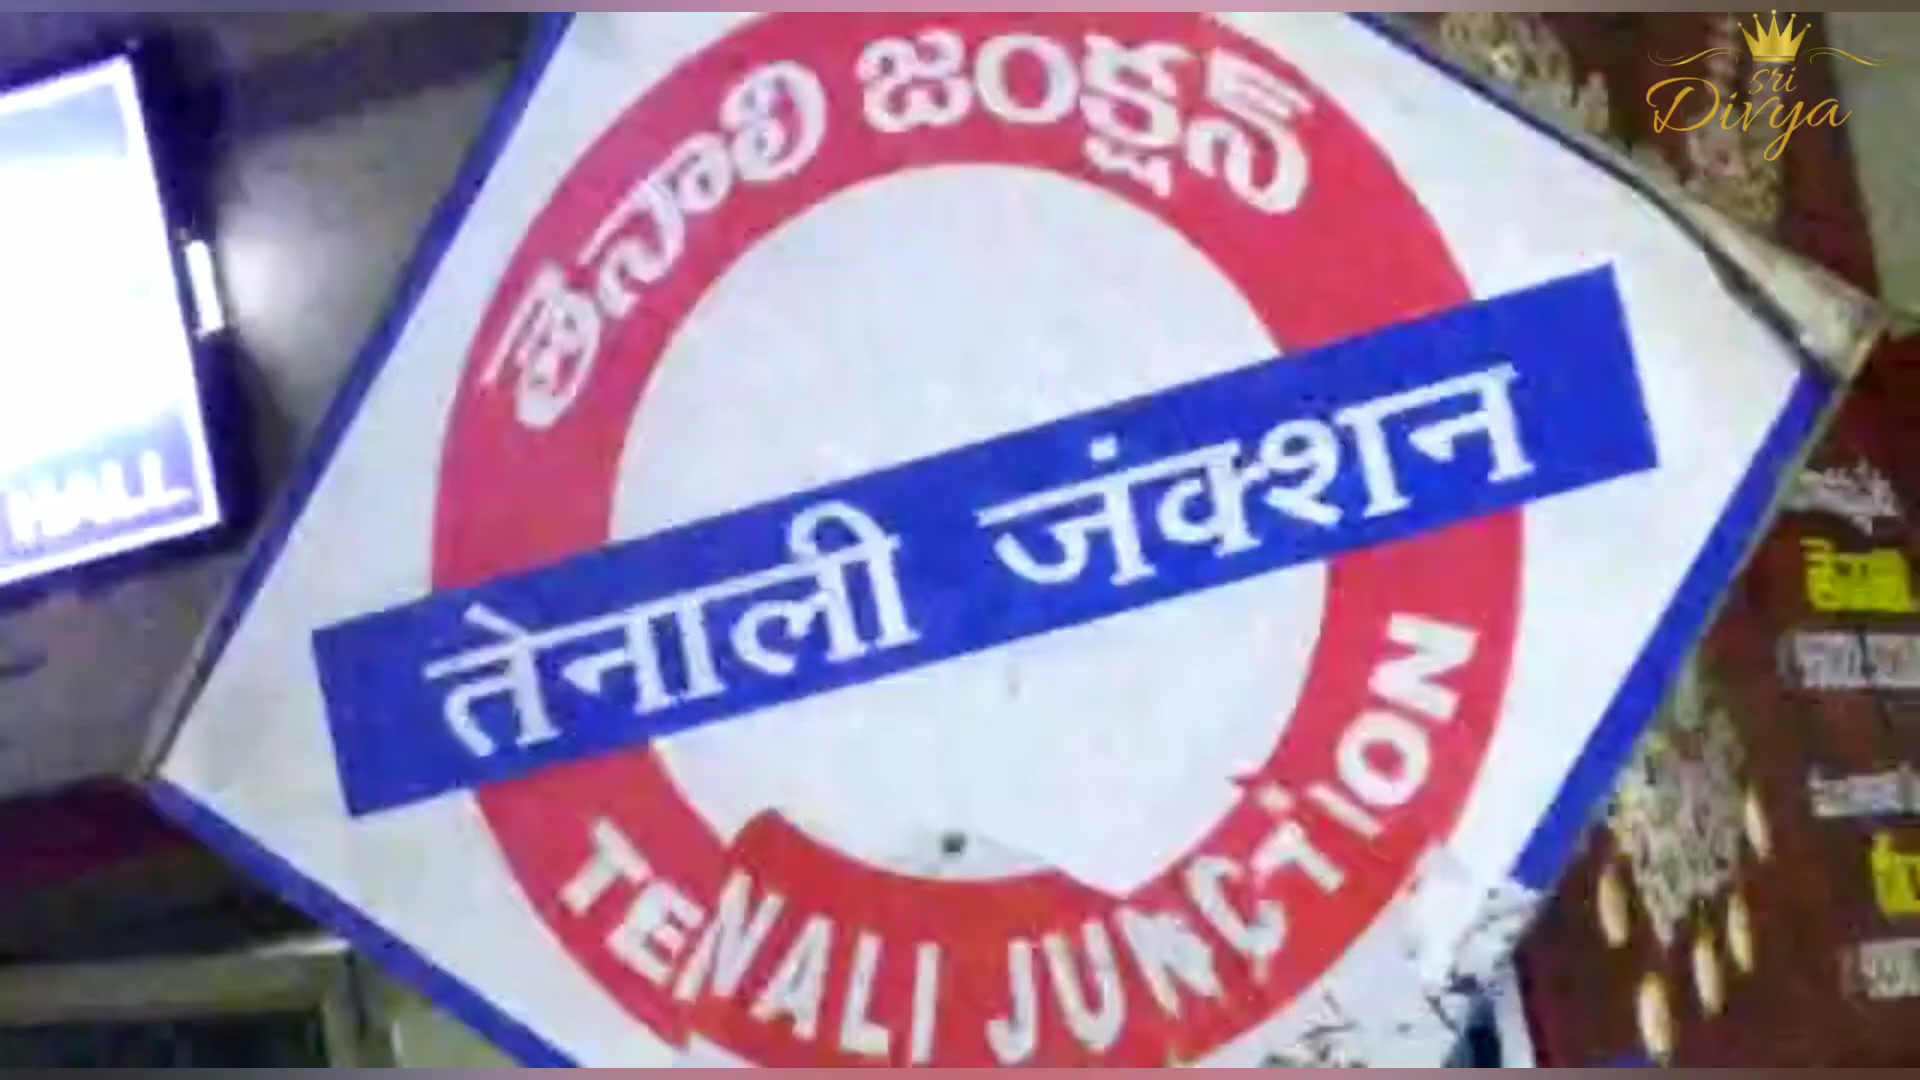 sri
Divya
తెనాలి జంక్షన్
तेनाली जंक्शन
TENALI JUNCTION
HALL